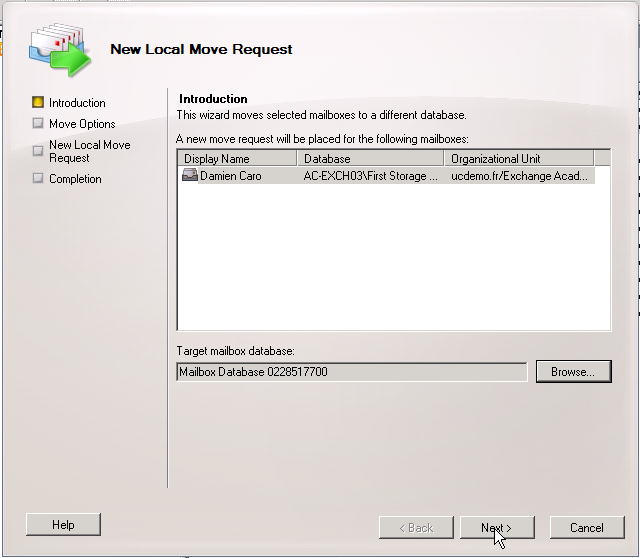 New Local Move Request
Introduction
Move Options
New Local Move
Request
Completion
Introduction
This wizard moves selected mailboxes to a different database.
A new move request will be placed for the following mailboxes:
Display Name Database Organizational Unit
Damien Caro AC-EXCH03\First Storage ... ucdemo.fr/Exchange Acad...
Target mailbox database:
Mailbox Database 0228517700 Browse...
Help < Back Next > Cancel